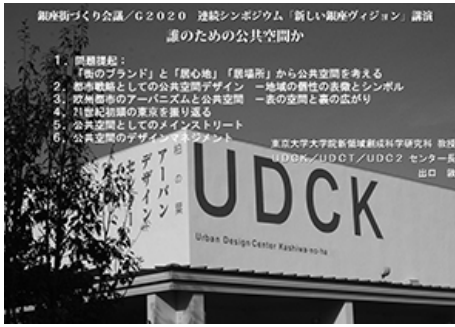 銀座街づくり会議/G2020　連続シンポジウム「新しい銀座ヴィジョン」講演
誰のための公共空間か
1．問題提起：
「街のブランド」と「居心地」「居場所」から公共空間を考える
2．都市戦略としての公共空間デザイン　ー地域の個性の表徴とシンボル
3．欧州都市のアーバニズムと公共空間　ー表の空間と裏の広がり
4．21世紀初頭の東京を振り返る
5．公共空間としてのメインストリート
6．公共空間のデザインマネジメント
東京大学大学院新領域創成科学研究科 教授
UDCK/UDCT/UDC2 センター長
出口 敦
柏の葉
アーバン
デザイン
センター
UDCK
Urban Design Center Kashiwa-no-ha